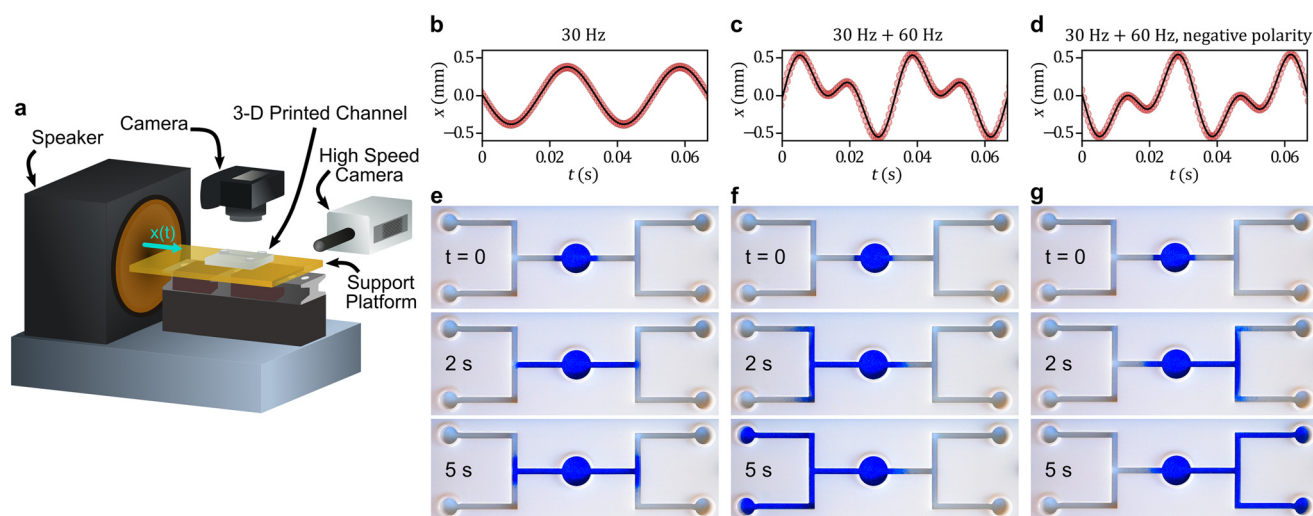 a
Speaker
Camera
3-D Printed Channel
High Speed
Camera
x(t)
Support
Platform
b
30 Hz
x (mm)
0.5
0.0
−0.5
0
0.02
0.04
0.06
t (s)
c
30 Hz + 60 Hz
x (mm)
0.5
0.0
−0.5
0
0.02
0.04
0.06
t (s)
d
30 Hz + 60 Hz, negative polarity
x (mm)
0.5
0.0
−0.5
0
0.02
0.04
0.06
t (s)
e
t = 0
2 s
5 s
f
t = 0
2 s
5 s
g
t = 0
2 s
5 s